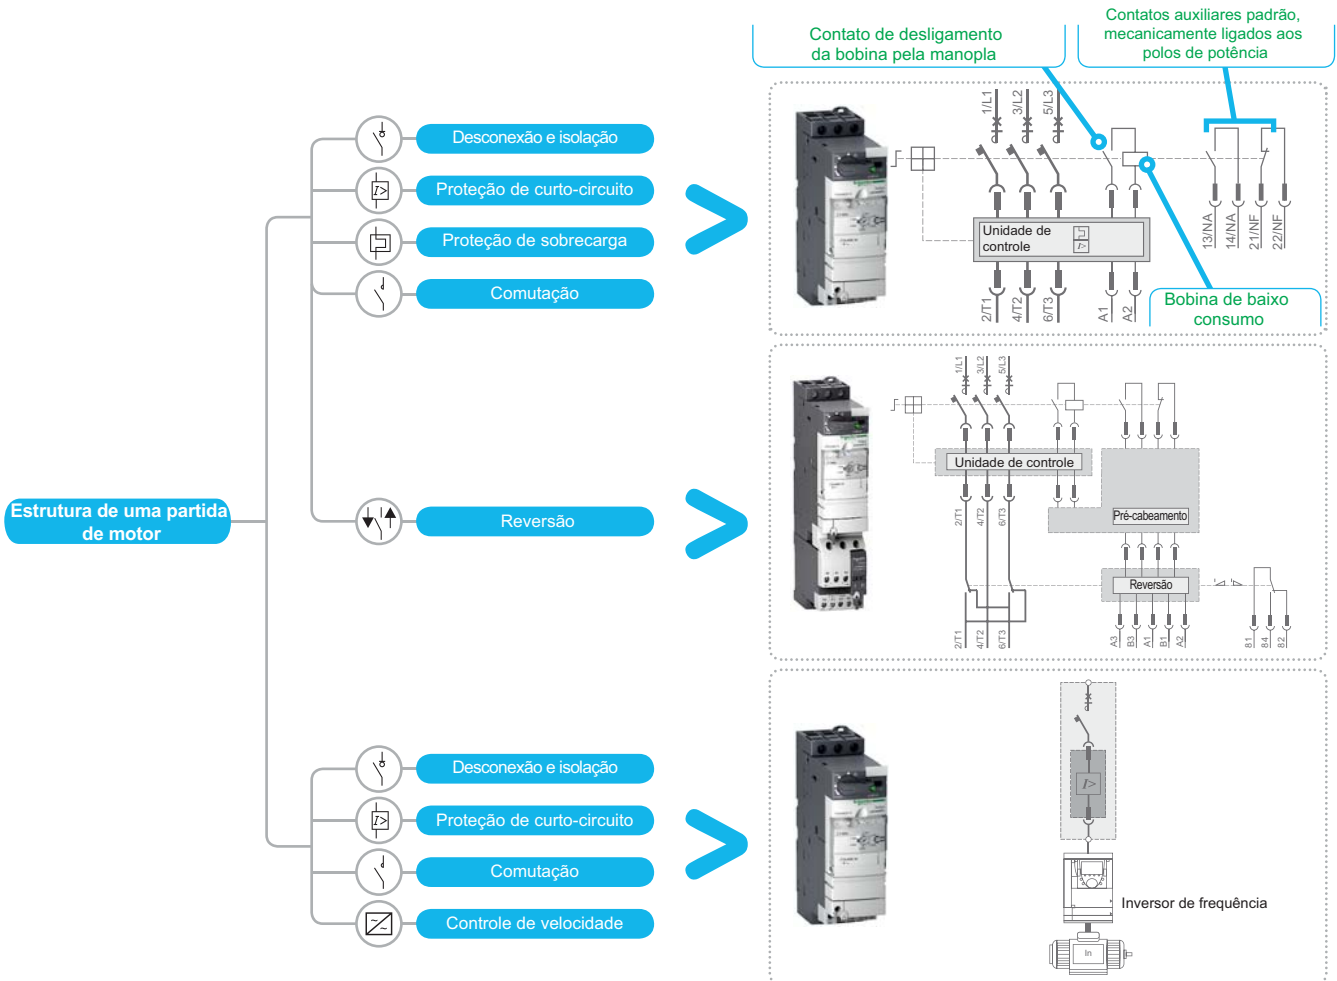 Contato de desligamento
da bobina pela manopla
Contatos auxiliares padrão,
mecanicamente ligados aos
polos de potência
Desconexão e isolação
Proteção de curto-circuito
Proteção de sobrecarga
Comutação
1/L1
3/L2
5/L3
Unidade de
controle
I>
I>
2/T1
4/T2
6/T3
A1
A2
13/NA
14/NA
21/NF
22/NF
Bobina de baixo
consumo
Estrutura de uma partida
de motor
Reversão
1/L1
3/L2
5/L3
Unidade de controle
2/T1
4/T2
6/T3
Pré-cabeamento
Reversão
2/T1
4/T2
6/T3
A3
B3
A1
B1
A2
81
84
82
Desconexão e isolação
Proteção de curto-circuito
Comutação
Controle de velocidade
I>
I>
Inversor de frequência
In